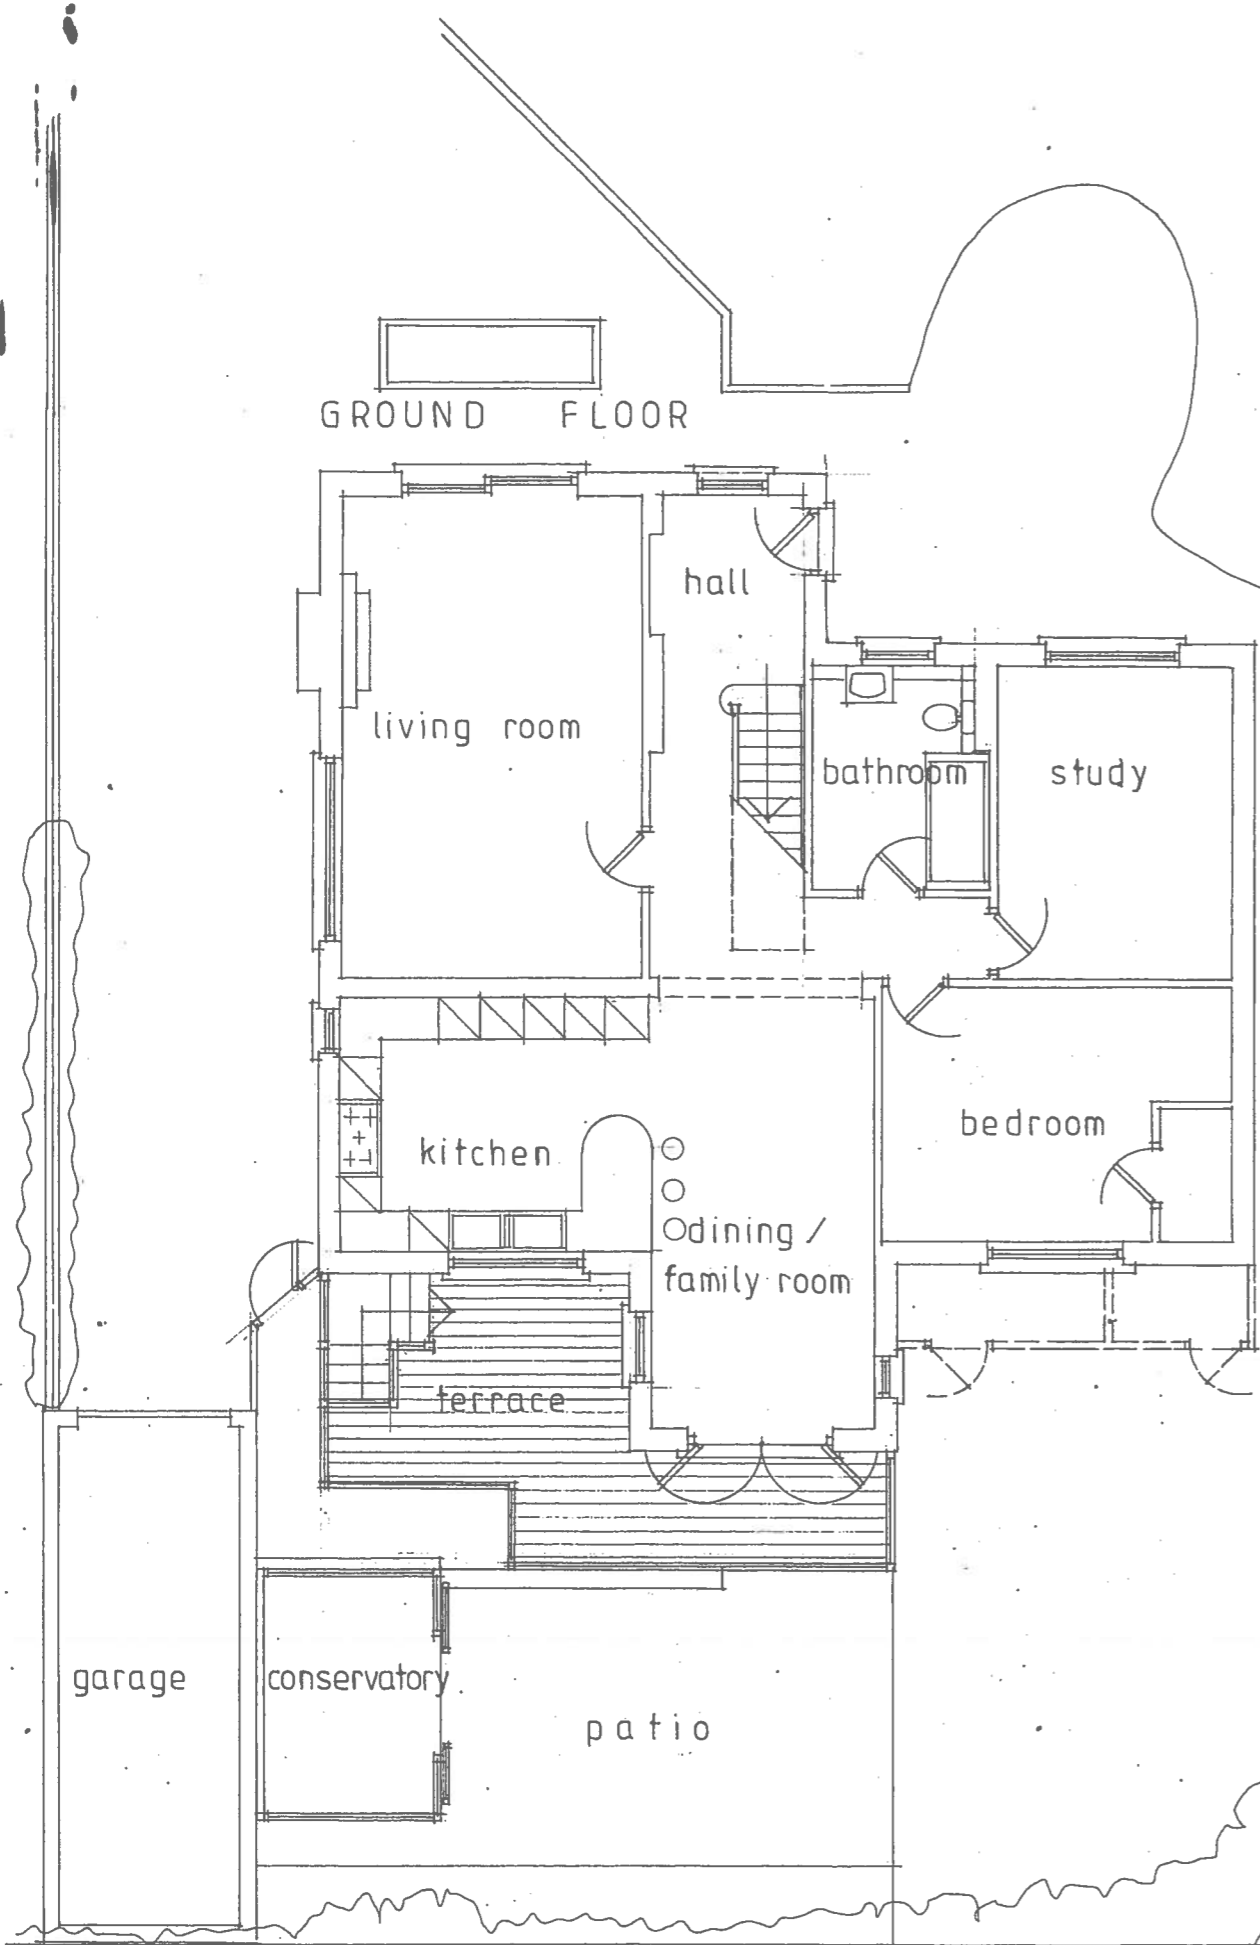 GROUND FLOOR
hall
living room
bathroom
study
bedroom
kitchen
dining /
family room
terrace
garage
conservatory
patio